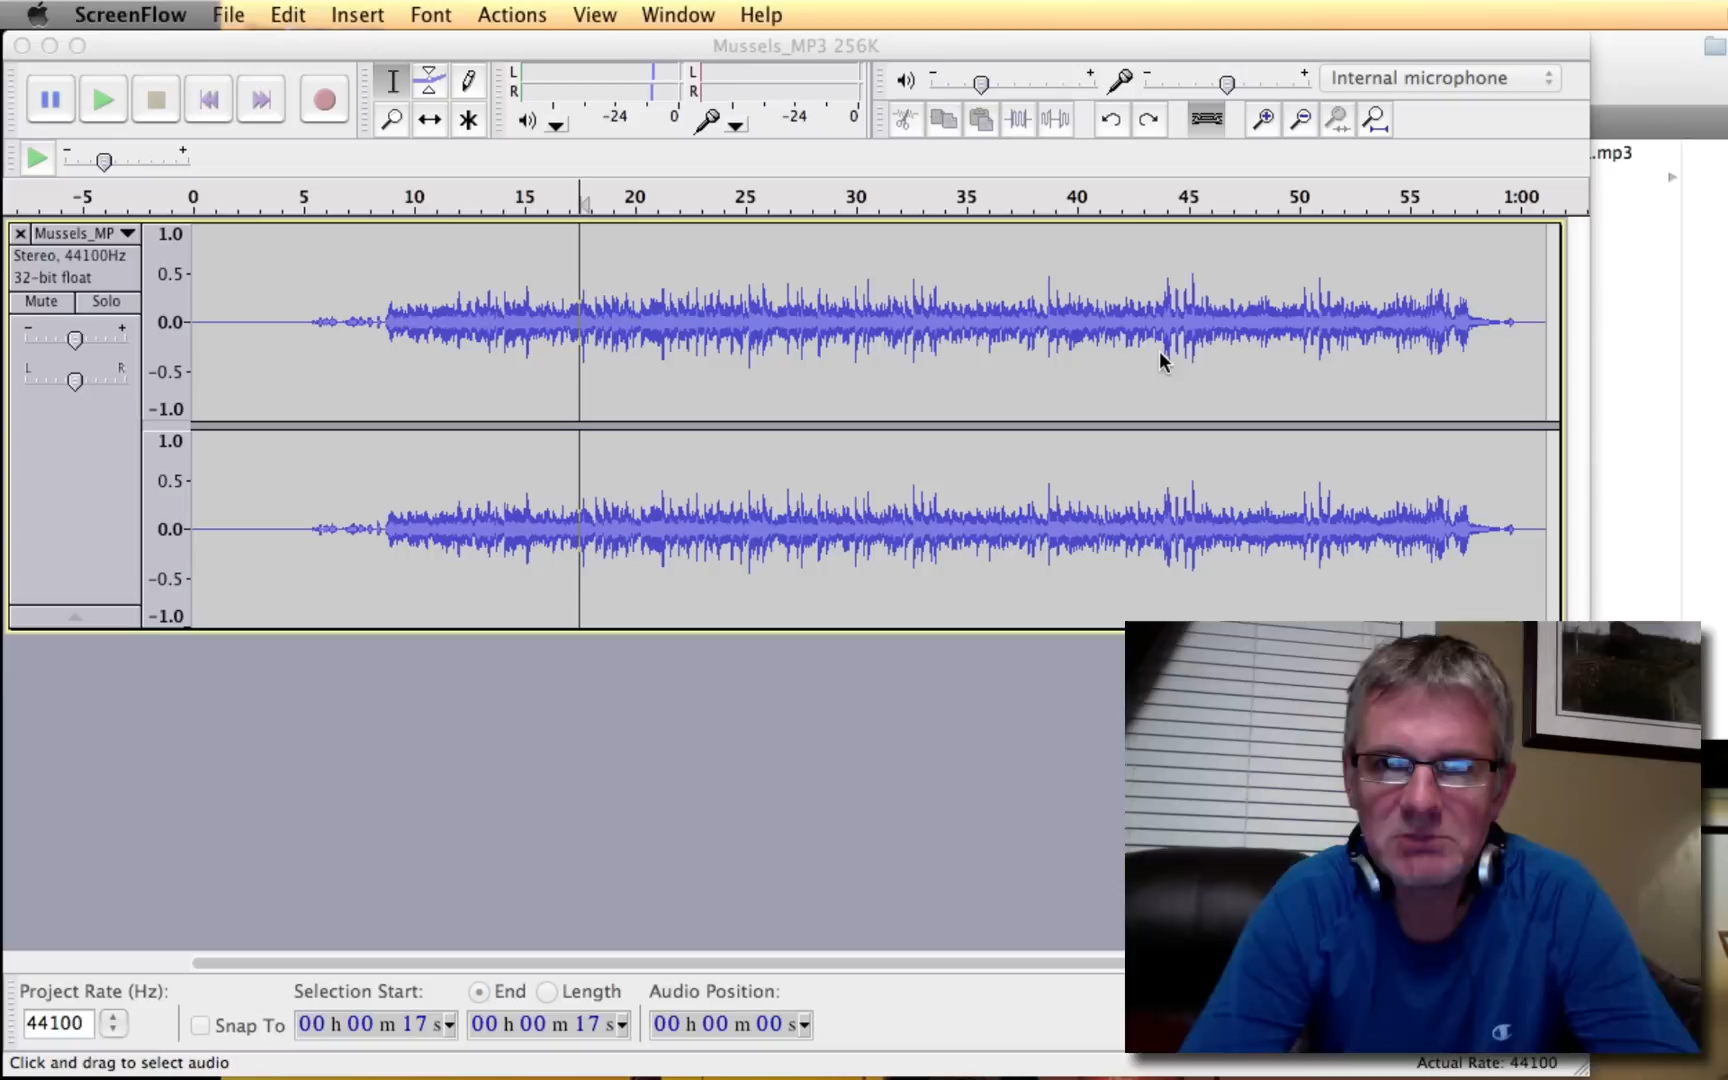 ScreenFlow File Edit Insert Font Actions View Window Help
Mussels_MP3 256K
L
R
-24 0
L
R
-24 0
- +
- +
Internal microphone
- +
.mp3
-5 0 5 10 15 20 25 30 35 40 45 50 55 1:00
Mussels_MP
Stereo, 44100Hz
32-bit float
Mute Solo
- +
L R
1.0
0.5
0.0
-0.5
-1.0
1.0
0.5
0.0
-0.5
-1.0
Project Rate (Hz):
44100
Snap To
Selection Start:
00 h 00 m 17 s
End Length
00 h 00 m 17 s
Audio Position:
00 h 00 m 00 s
Click and drag to select audio
Actual Rate: 44100